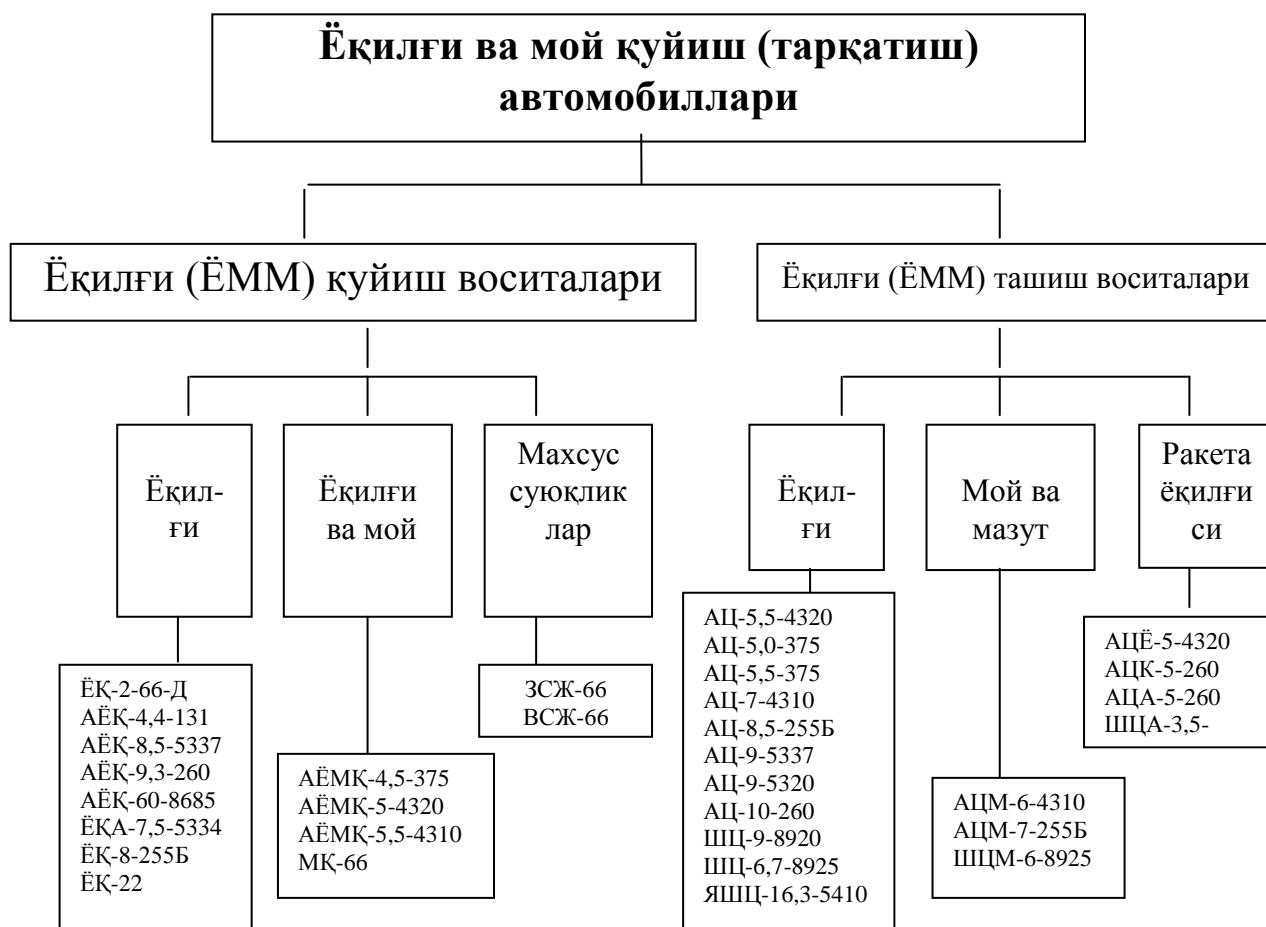 Ёқилғи ва мой қуйиш (тарқатиш)
автомобиллари
Ёқилғи (ЁММ) қуйиш воситалари
Ёқилғи (ЁММ) ташиш воситалари
Ёқил-
ғи
Ёқилғи
ва мой
Махсус
суюқлик
лар
Ёқил-
ғи
Мой ва
мазут
Ракета
ёқилғи
си
ЁҚ-2-66-Д
АЁҚ-4,4-131
АЁҚ-8,5-5337
АЁҚ-9,3-260
АЁҚ-60-8685
ЁҚА-7,5-5334
ЁҚ-8-255Б
ЁҚ-22
АЁМҚ-4,5-375
АЁМҚ-5-4320
АЁМҚ-5,5-4310
МҚ-66
ЗСЖ-66
ВСЖ-66
АЦ-5,5-4320
АЦ-5,0-375
АЦ-5,5-375
АЦ-7-4310
АЦ-8,5-255Б
АЦ-9-5337
АЦ-9-5320
АЦ-10-260
ШЦ-9-8920
ШЦ-6,7-8925
ЯШЦ-16,3-5410
АЦМ-6-4310
АЦМ-7-255Б
ШЦМ-6-8925
АЦЁ-5-4320
АЦК-5-260
АЦА-5-260
ШЦА-3,5-